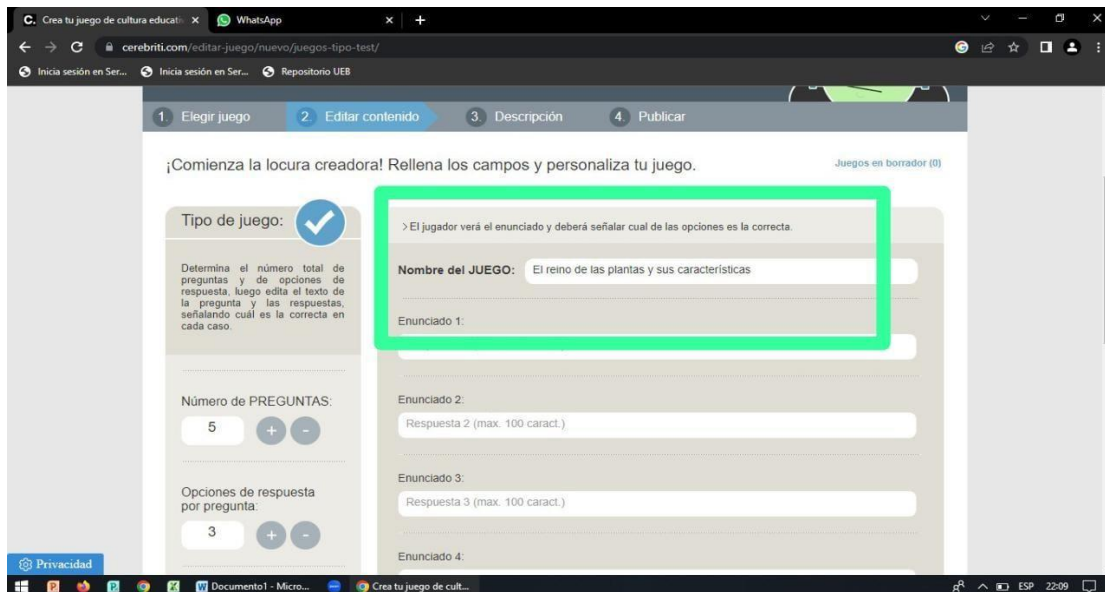 C. Crea tu juego de cultura educati
WhatsApp
cerebriti.com/editar-juego/nuevo/juegos-tipo-test/
Inicia sesión en Ser...
Inicia sesión en Ser...
Repositorio UEB
1. Elegir juego
2. Editar contenido
3. Descripción
4. Publicar
¡Comienza la locura creadora! Rellena los campos y personaliza tu juego.
Juegos en borrador (0)
Tipo de juego:
Determina el número total de
preguntas y de opciones de
respuesta, luego edita el texto de
la pregunta y las respuestas,
señalando cuál es la correcta en
cada caso.
Número de PREGUNTAS:
5
+ -
Opciones de respuesta
por pregunta:
3
+ -
> El jugador verá el enunciado y deberá señalar cual de las opciones es la correcta.
Nombre del JUEGO: El reino de las plantas y sus características
Enunciado 1:
Enunciado 2:
Respuesta 2 (max. 100 caract.)
Enunciado 3:
Respuesta 3 (max. 100 caract.)
Enunciado 4:
Privacidad
Documento1 - Micro...
Crea tu juego de cult...
ESP
22:09